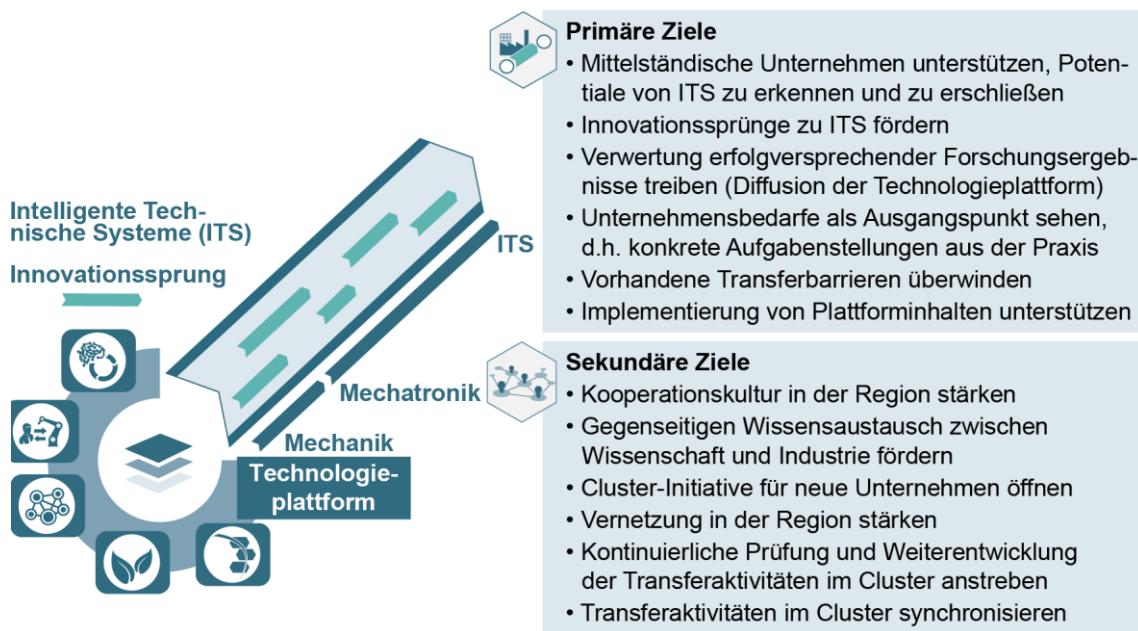 Intelligente Tech-
nische Systeme (ITS)
Innovationssprung
ITS
Mechatronik
Mechanik
Technologie-
plattform
Primäre Ziele
• Mittelständische Unternehmen unterstützen, Poten-
tiale von ITS zu erkennen und zu erschließen
• Innovationssprünge zu ITS fördern
• Verwertung erfolgversprechender Forschungsergeb-
nisse treiben (Diffusion der Technologieplattform)
• Unternehmensbedarfe als Ausgangspunkt sehen,
d.h. konkrete Aufgabenstellungen aus der Praxis
• Vorhandene Transferbarrieren überwinden
• Implementierung von Plattforminhalten unterstützen
Sekundäre Ziele
• Kooperationskultur in der Region stärken
• Gegenseitigen Wissensaustausch zwischen
Wissenschaft und Industrie fördern
• Cluster-Initiative für neue Unternehmen öffnen
• Vernetzung in der Region stärken
• Kontinuierliche Prüfung und Weiterentwicklung
der Transferaktivitäten im Cluster anstreben
• Transferaktivitäten im Cluster synchronisieren